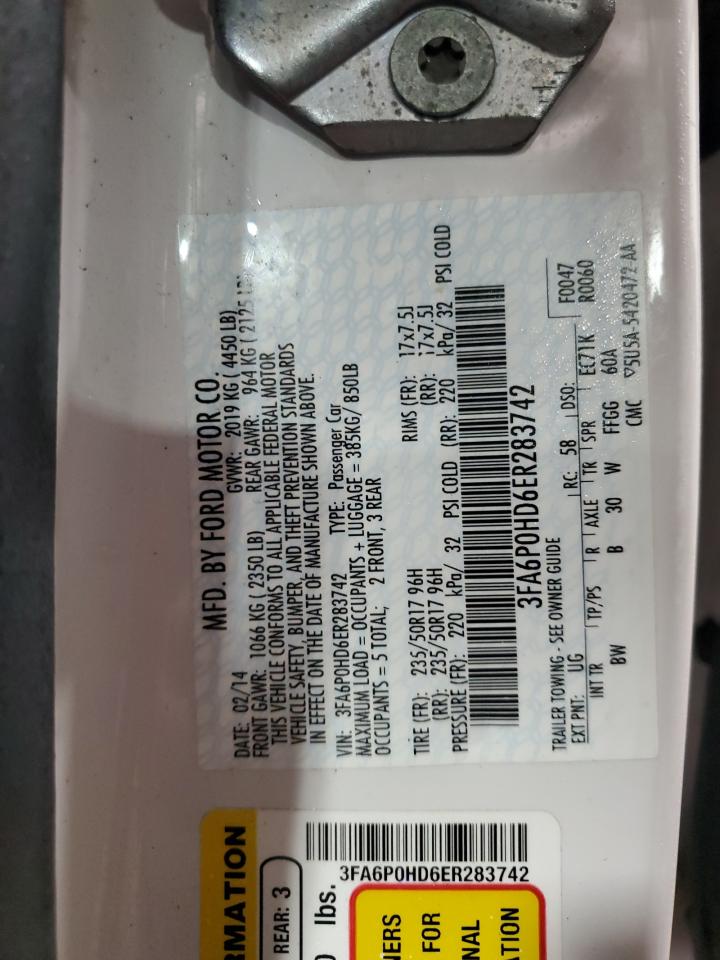 MFD. BY FORD MOTOR CO.
DATE: 02/14 GVWR: 2019 KG ( 4450 LB)
FRONT GAWR: 1066 KG ( 2350 LB) REAR GAWR: 964 KG ( 2125 LB)
THIS VEHICLE CONFORMS TO ALL APPLICABLE FEDERAL MOTOR
VEHICLE SAFETY, BUMPER, AND THEFT PREVENTION STANDARDS
IN EFFECT ON THE DATE OF MANUFACTURE SHOWN ABOVE.
VIN: 3FA6P0HD6ER283742 TYPE: Passenger Car
MAXIMUM LOAD = OCCUPANTS + LUGGAGE = 385KG/ 850LB
OCCUPANTS = 5 TOTAL; 2 FRONT, 3 REAR
TIRE (FR): 235/50R17 96H RIMS (FR): 17x7.5J
(RR): 235/50R17 96H (RR): 17x7.5J
PRESSURE (FR): 220 kPa/ 32 PSI COLD (RR): 220 kPa/ 32 PSI COLD
3FA6P0HD6ER283742
TRAILER TOWING - SEE OWNER GUIDE
EXT PNT: UG RC: 58 DSO: F0047
INT TR TP/PS R AXLE TR SPR EC71K R0060
BW B 30 W FFGG 60A
CMC ▽5U5A-5420472-AA
RMATION
REAR: 3
0 lbs.
3FA6P0HD6ER283742
NERS
FOR
NAL
ATION